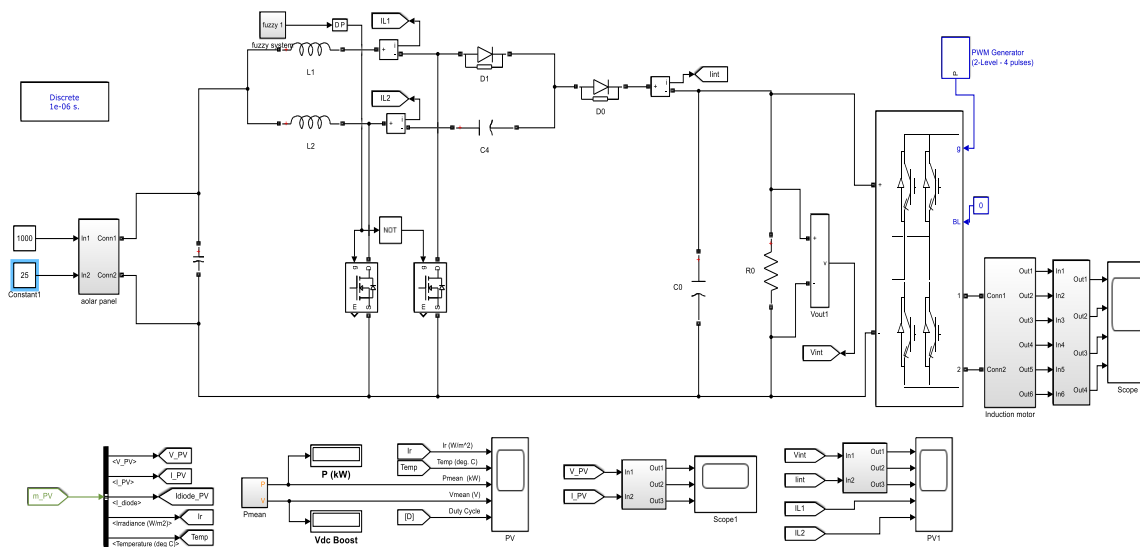 Discrete
1e-06 s.
fuzzy 1
fuzzy system
D P
L1
+
-
i
IL1
D1
D0
+
-
i
Iint
PWM Generator
(2-Level - 4 pulses)
P
L2
+
-
i
IL2
C4
g
BL
0
+
-
1
2
1000
25
Constant1
In1
In2
Conn1
Conn2
aolar panel
NOT
g
D
E
S
g
D
E
S
C0
R0
+
-
v
Vout1
Vint
Conn1
Conn2
Out1
Out2
Out3
Out4
Out5
Out6
Induction motor
In1
In2
In3
In4
In5
In6
Out1
Out2
Out3
Out4
Scope
m_PV
<V_PV>
V_PV
<I_PV>
I_PV
<I_diode>
Idiode_PV
<Irradiance (W/m2)>
Ir
<Temperature (deg C)>
Temp
P
V
Pmean
P (kW)
Vdc Boost
Ir
Temp
[D]
Ir (W/m^2)
Temp (deg. C)
Pmean (kW)
Vmean (V)
Duty Cycle
PV
V_PV
I_PV
In1
In2
Out1
Out2
Out3
Scope1
Vint
Iint
IL1
IL2
In1
In2
Out1
Out2
Out3
PV1